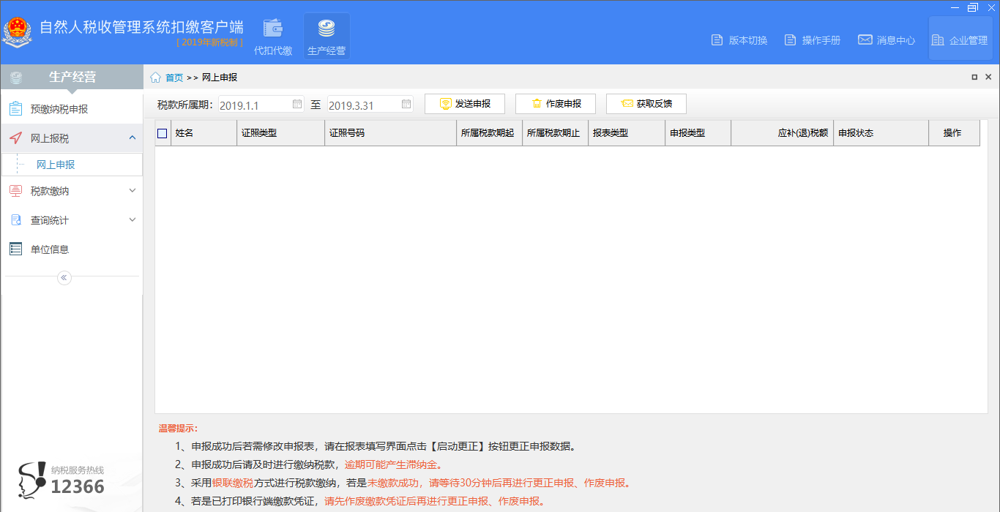 自然人税收管理系统扣缴客户端
[ 2019年新税制 ]
代扣代缴
生产经营
版本切换
操作手册
消息中心
企业管理
生产经营
首页 >> 网上申报
预缴纳税申报
网上报税
网上申报
税款缴纳
查询统计
单位信息
税款所属期： 2019.1.1 至 2019.3.31 发送申报 作废申报 获取反馈
姓名 证照类型 证照号码 所属税款期起 所属税款期止 报表类型 申报类型 应补(退)税额 申报状态 操作
温馨提示：
1、申报成功后若需修改申报表，请在报表填写界面点击【启动更正】按钮更正申报数据。
2、申报成功后请及时进行缴纳税款，逾期可能产生滞纳金。
3、采用银联缴税方式进行税款缴纳，若是未缴款成功，请等待30分钟后再进行更正申报、作废申报。
4、若是已打印银行端缴款凭证，请先作废缴款凭证后再进行更正申报、作废申报。
纳税服务热线
12366